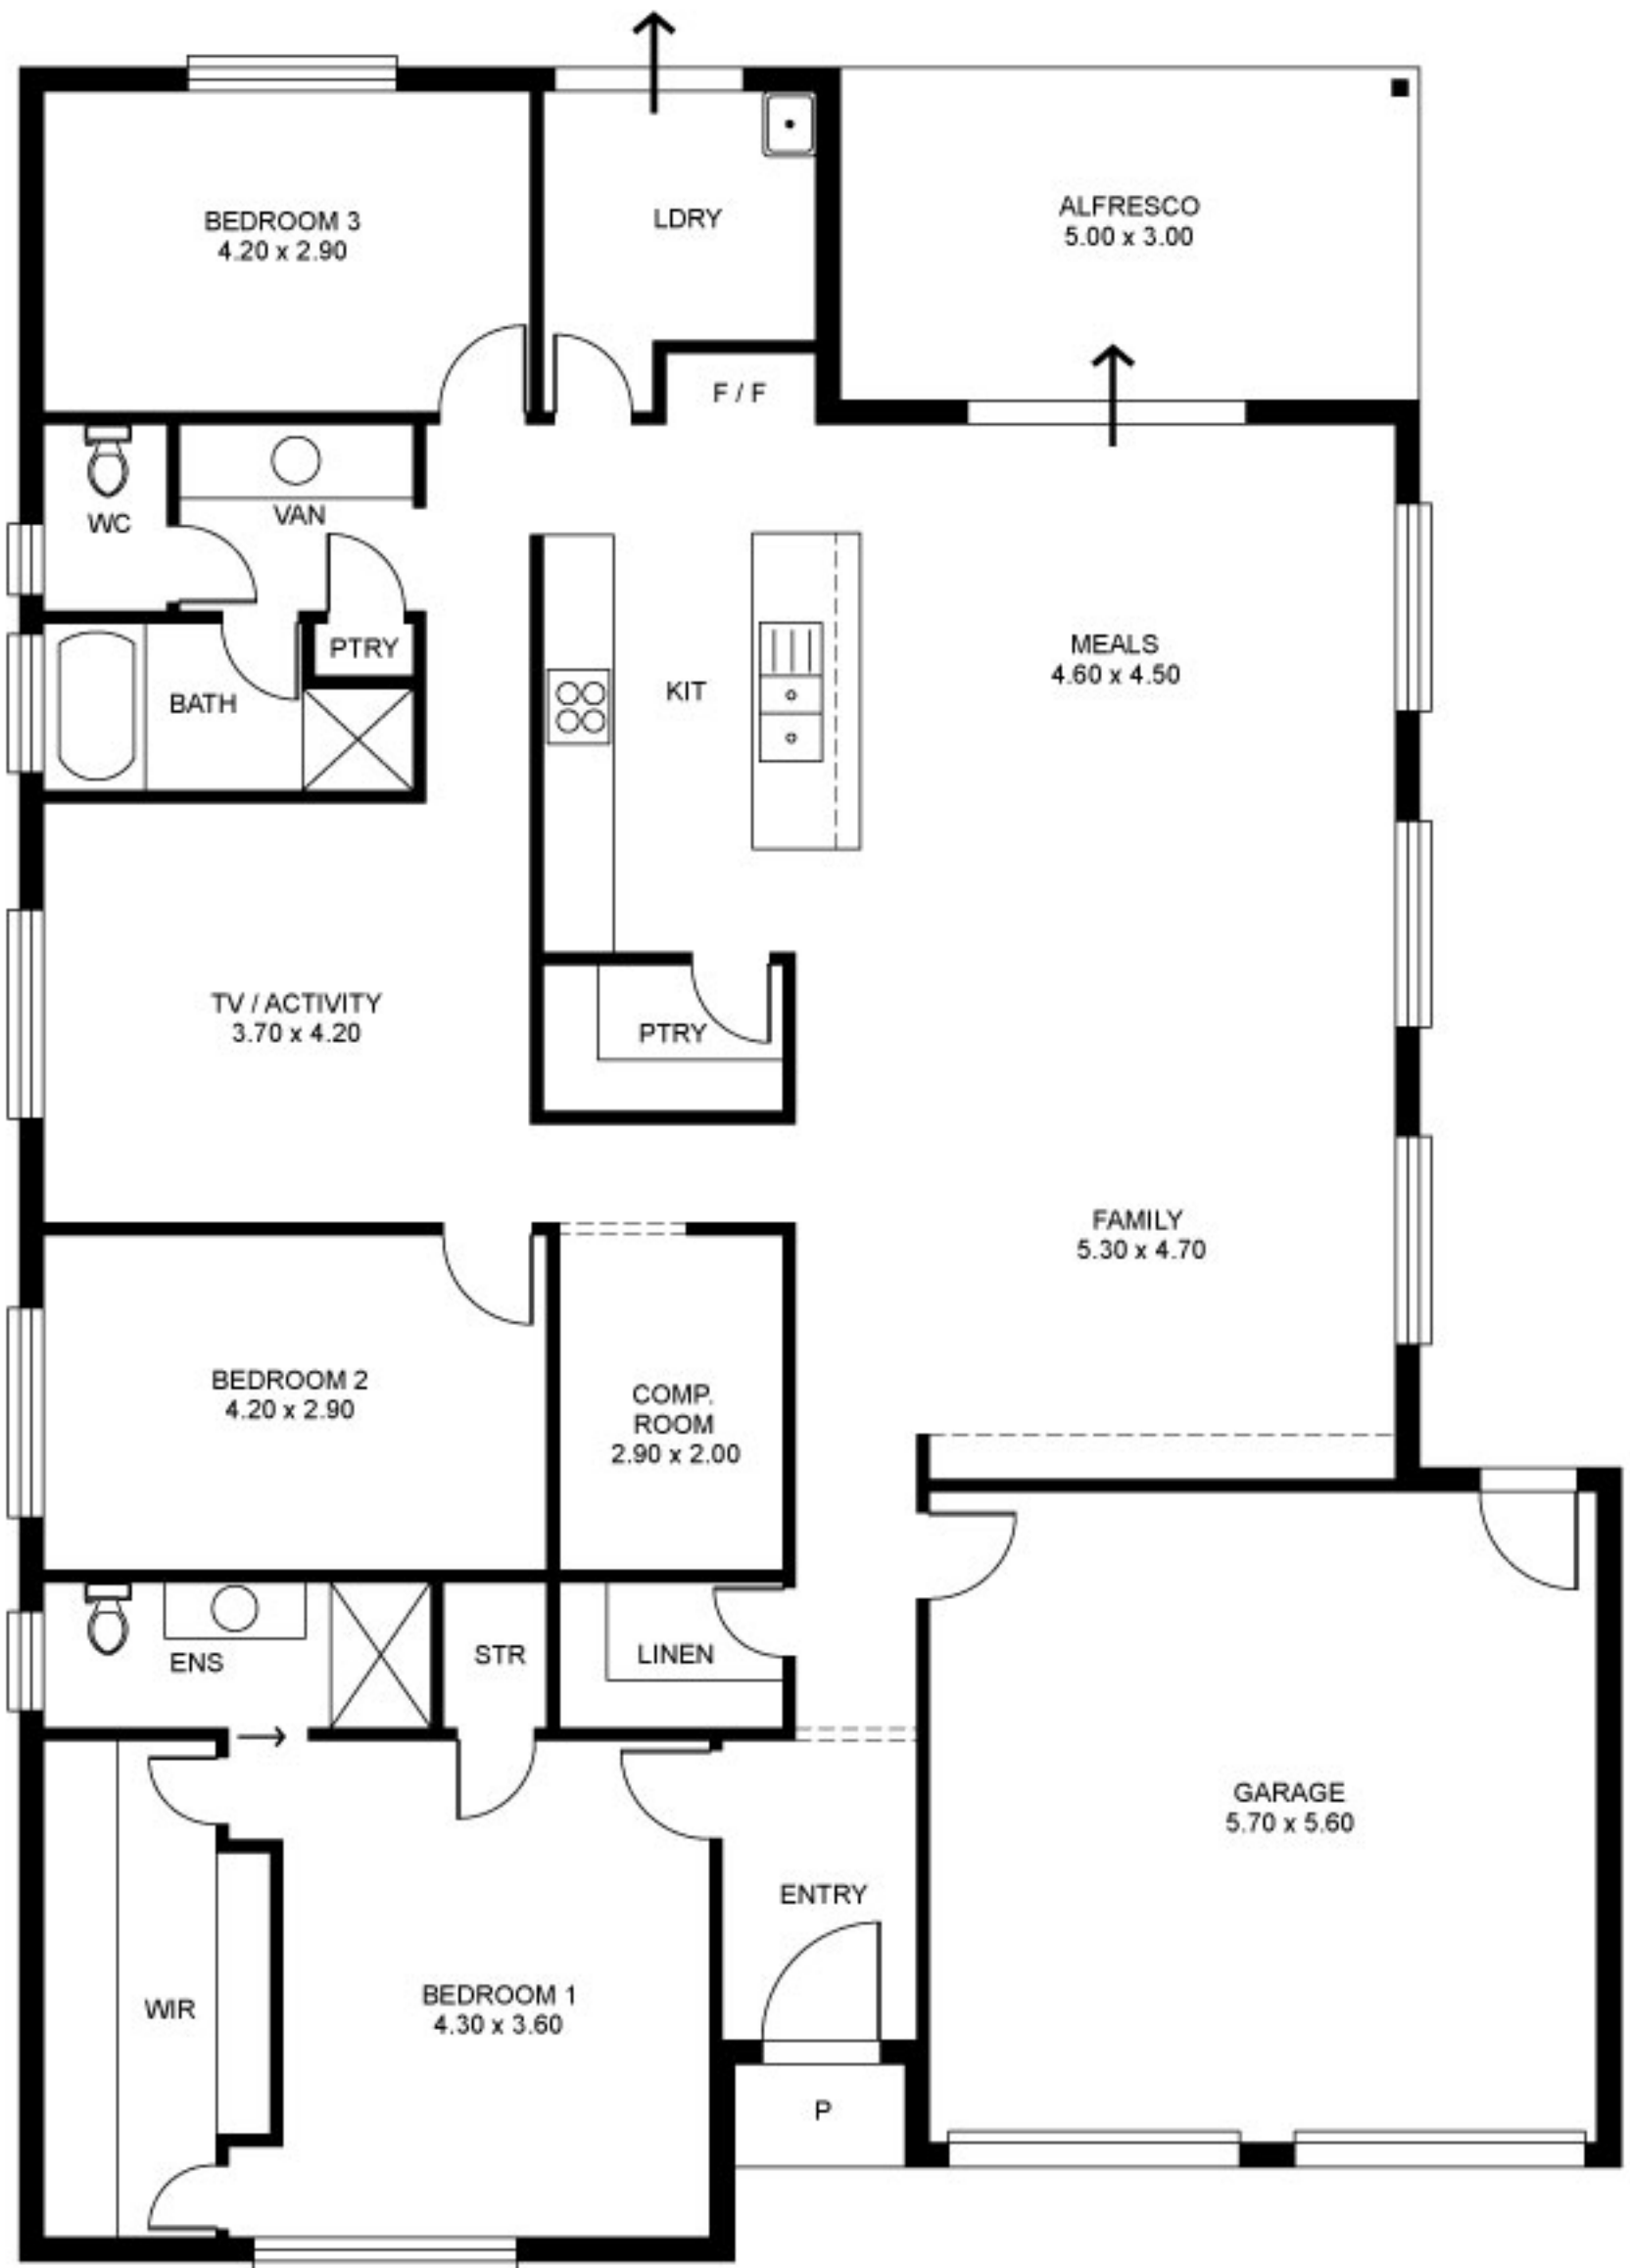 BEDROOM 3
4.20 x 2.90
LDRY
ALFRESCO
5.00 x 3.00
F / F
WC
VAN
PTRY
BATH
KIT
MEALS
4.60 x 4.50
TV / ACTIVITY
3.70 x 4.20
PTRY
FAMILY
5.30 x 4.70
BEDROOM 2
4.20 x 2.90
COMP.
ROOM
2.90 x 2.00
ENS
STR
LINEN
GARAGE
5.70 x 5.60
ENTRY
WIR
BEDROOM 1
4.30 x 3.60
P